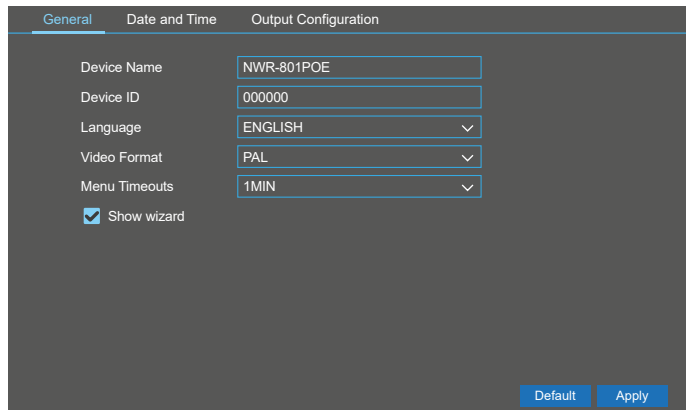 General Date and Time Output Configuration
Device Name NWR-801POE
Device ID 000000
Language ENGLISH
Video Format PAL
Menu Timeouts 1MIN
Show wizard
Default Apply